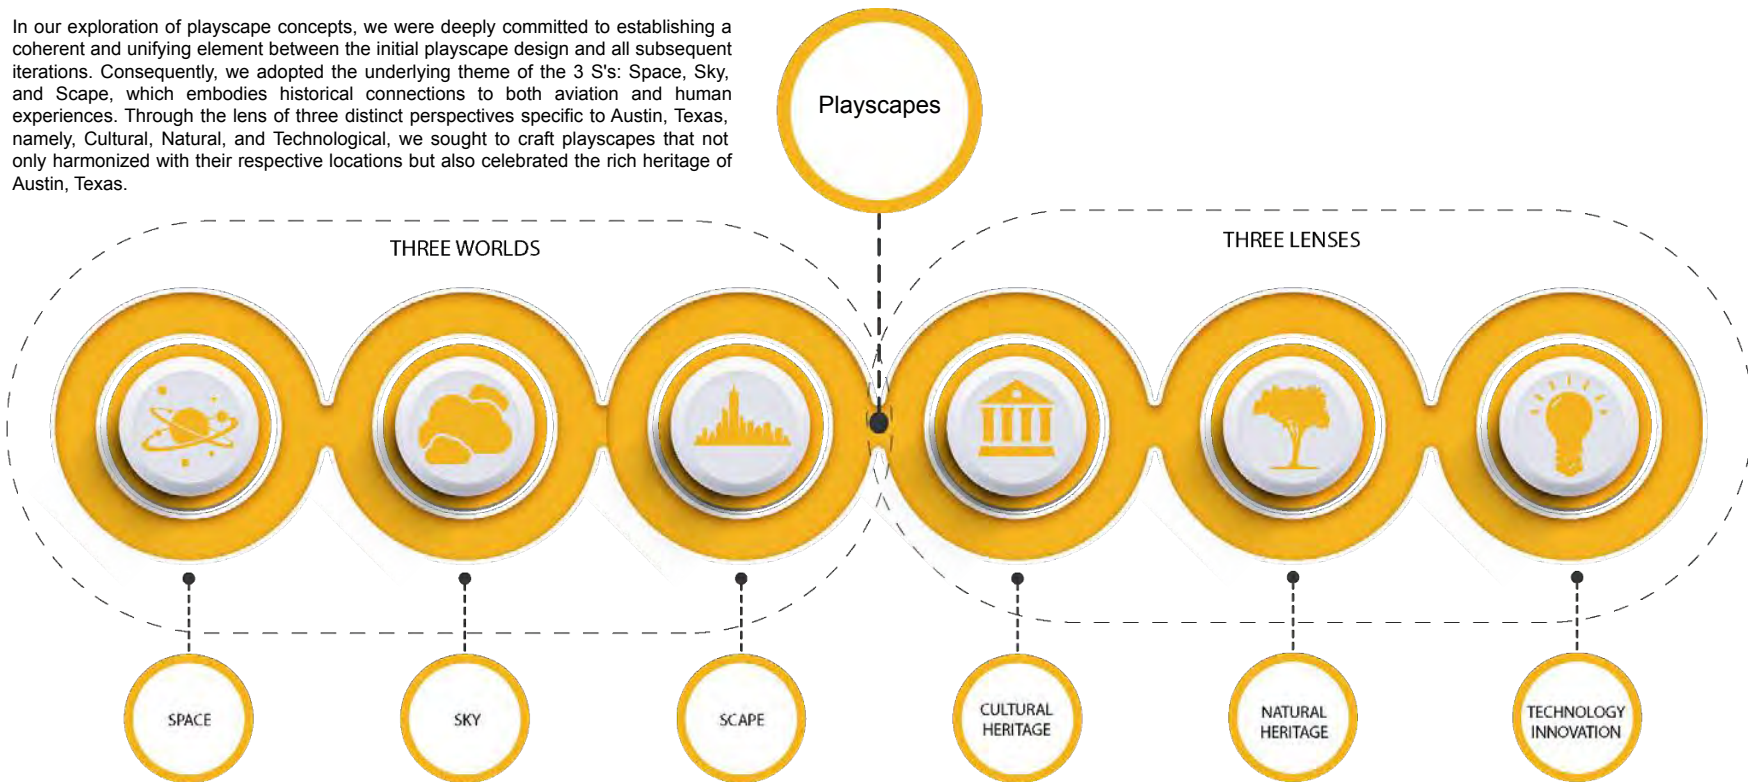 In our exploration of playscape concepts, we were deeply committed to establishing a
coherent and unifying element between the initial playscape design and all subsequent
iterations. Consequently, we adopted the underlying theme of the 3 S's: Space, Sky,
and Scape, which embodies historical connections to both aviation and human
experiences. Through the lens of three distinct perspectives specific to Austin, Texas,
namely, Cultural, Natural, and Technological, we sought to craft playscapes that not
only harmonized with their respective locations but also celebrated the rich heritage of
Austin, Texas.
Playscapes
THREE WORLDS
THREE LENSES
SPACE
SKY
SCAPE
CULTURAL
HERITAGE
NATURAL
HERITAGE
TECHNOLOGY
INNOVATION